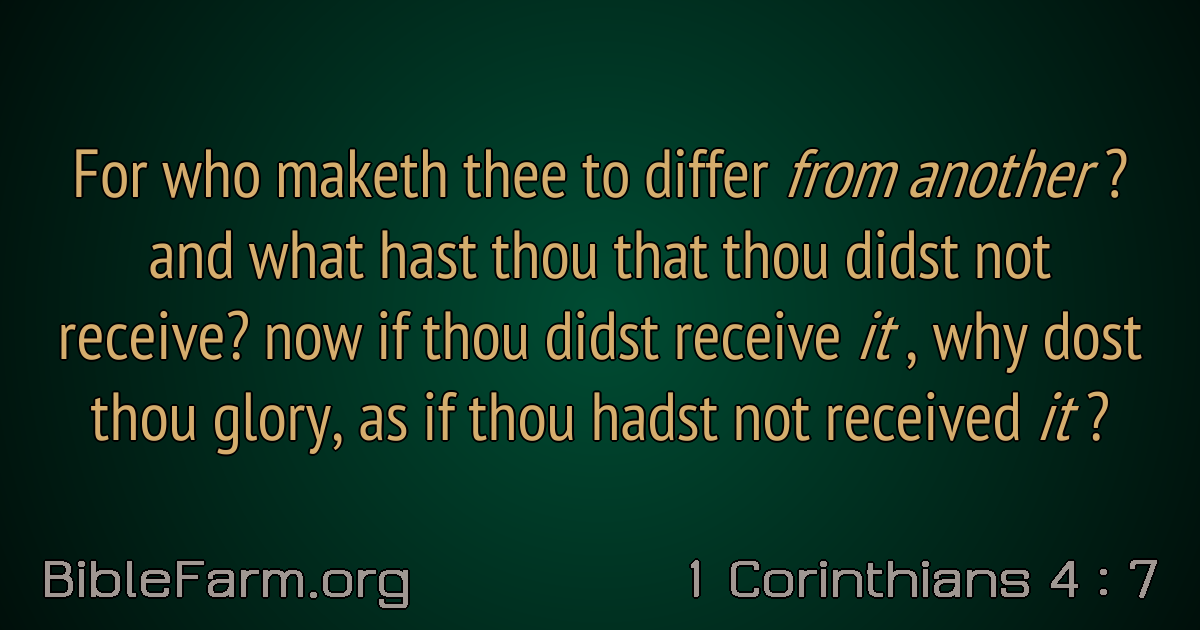 For who maketh thee to differ from another ?
and what hast thou that thou didst not
receive? now if thou didst receive it , why dost
thou glory, as if thou hadst not received it ?
BibleFarm.org
1 Corinthians 4 : 7